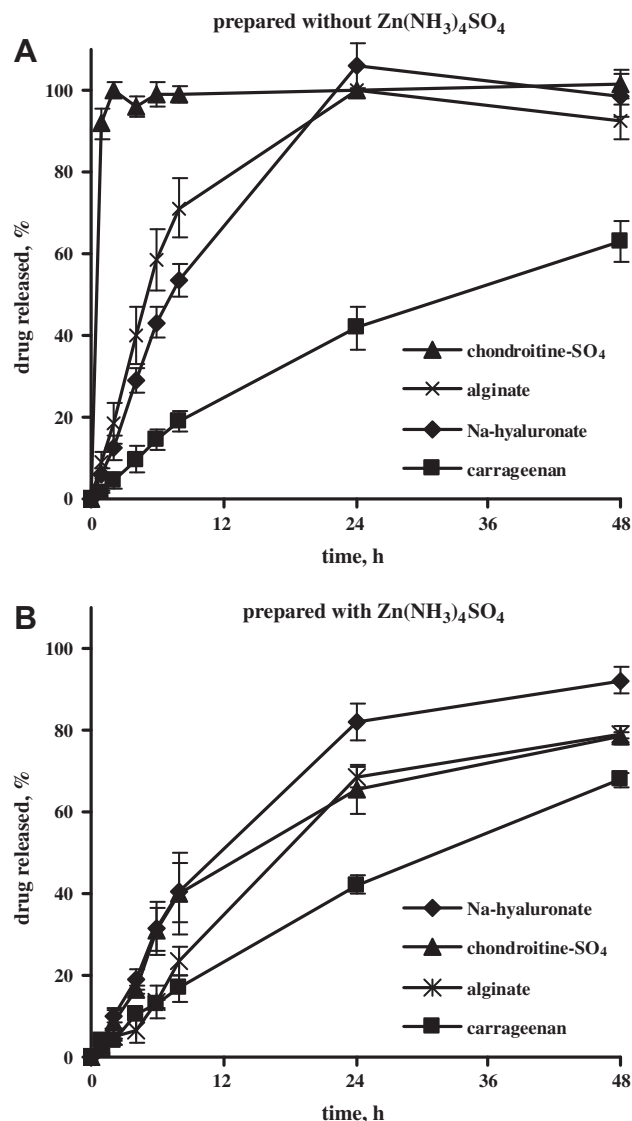 A
prepared without Zn(NH₃)₄SO₄
100
80
60
40
20
0
drug released, %
chondroitine-SO₄
alginate
Na-hyaluronate
carrageenan
0 12 24 36 48
time, h
B
prepared with Zn(NH₃)₄SO₄
100
80
60
40
20
0
drug released, %
Na-hyaluronate
chondroitine-SO₄
alginate
carrageenan
0 12 24 36 48
time, h